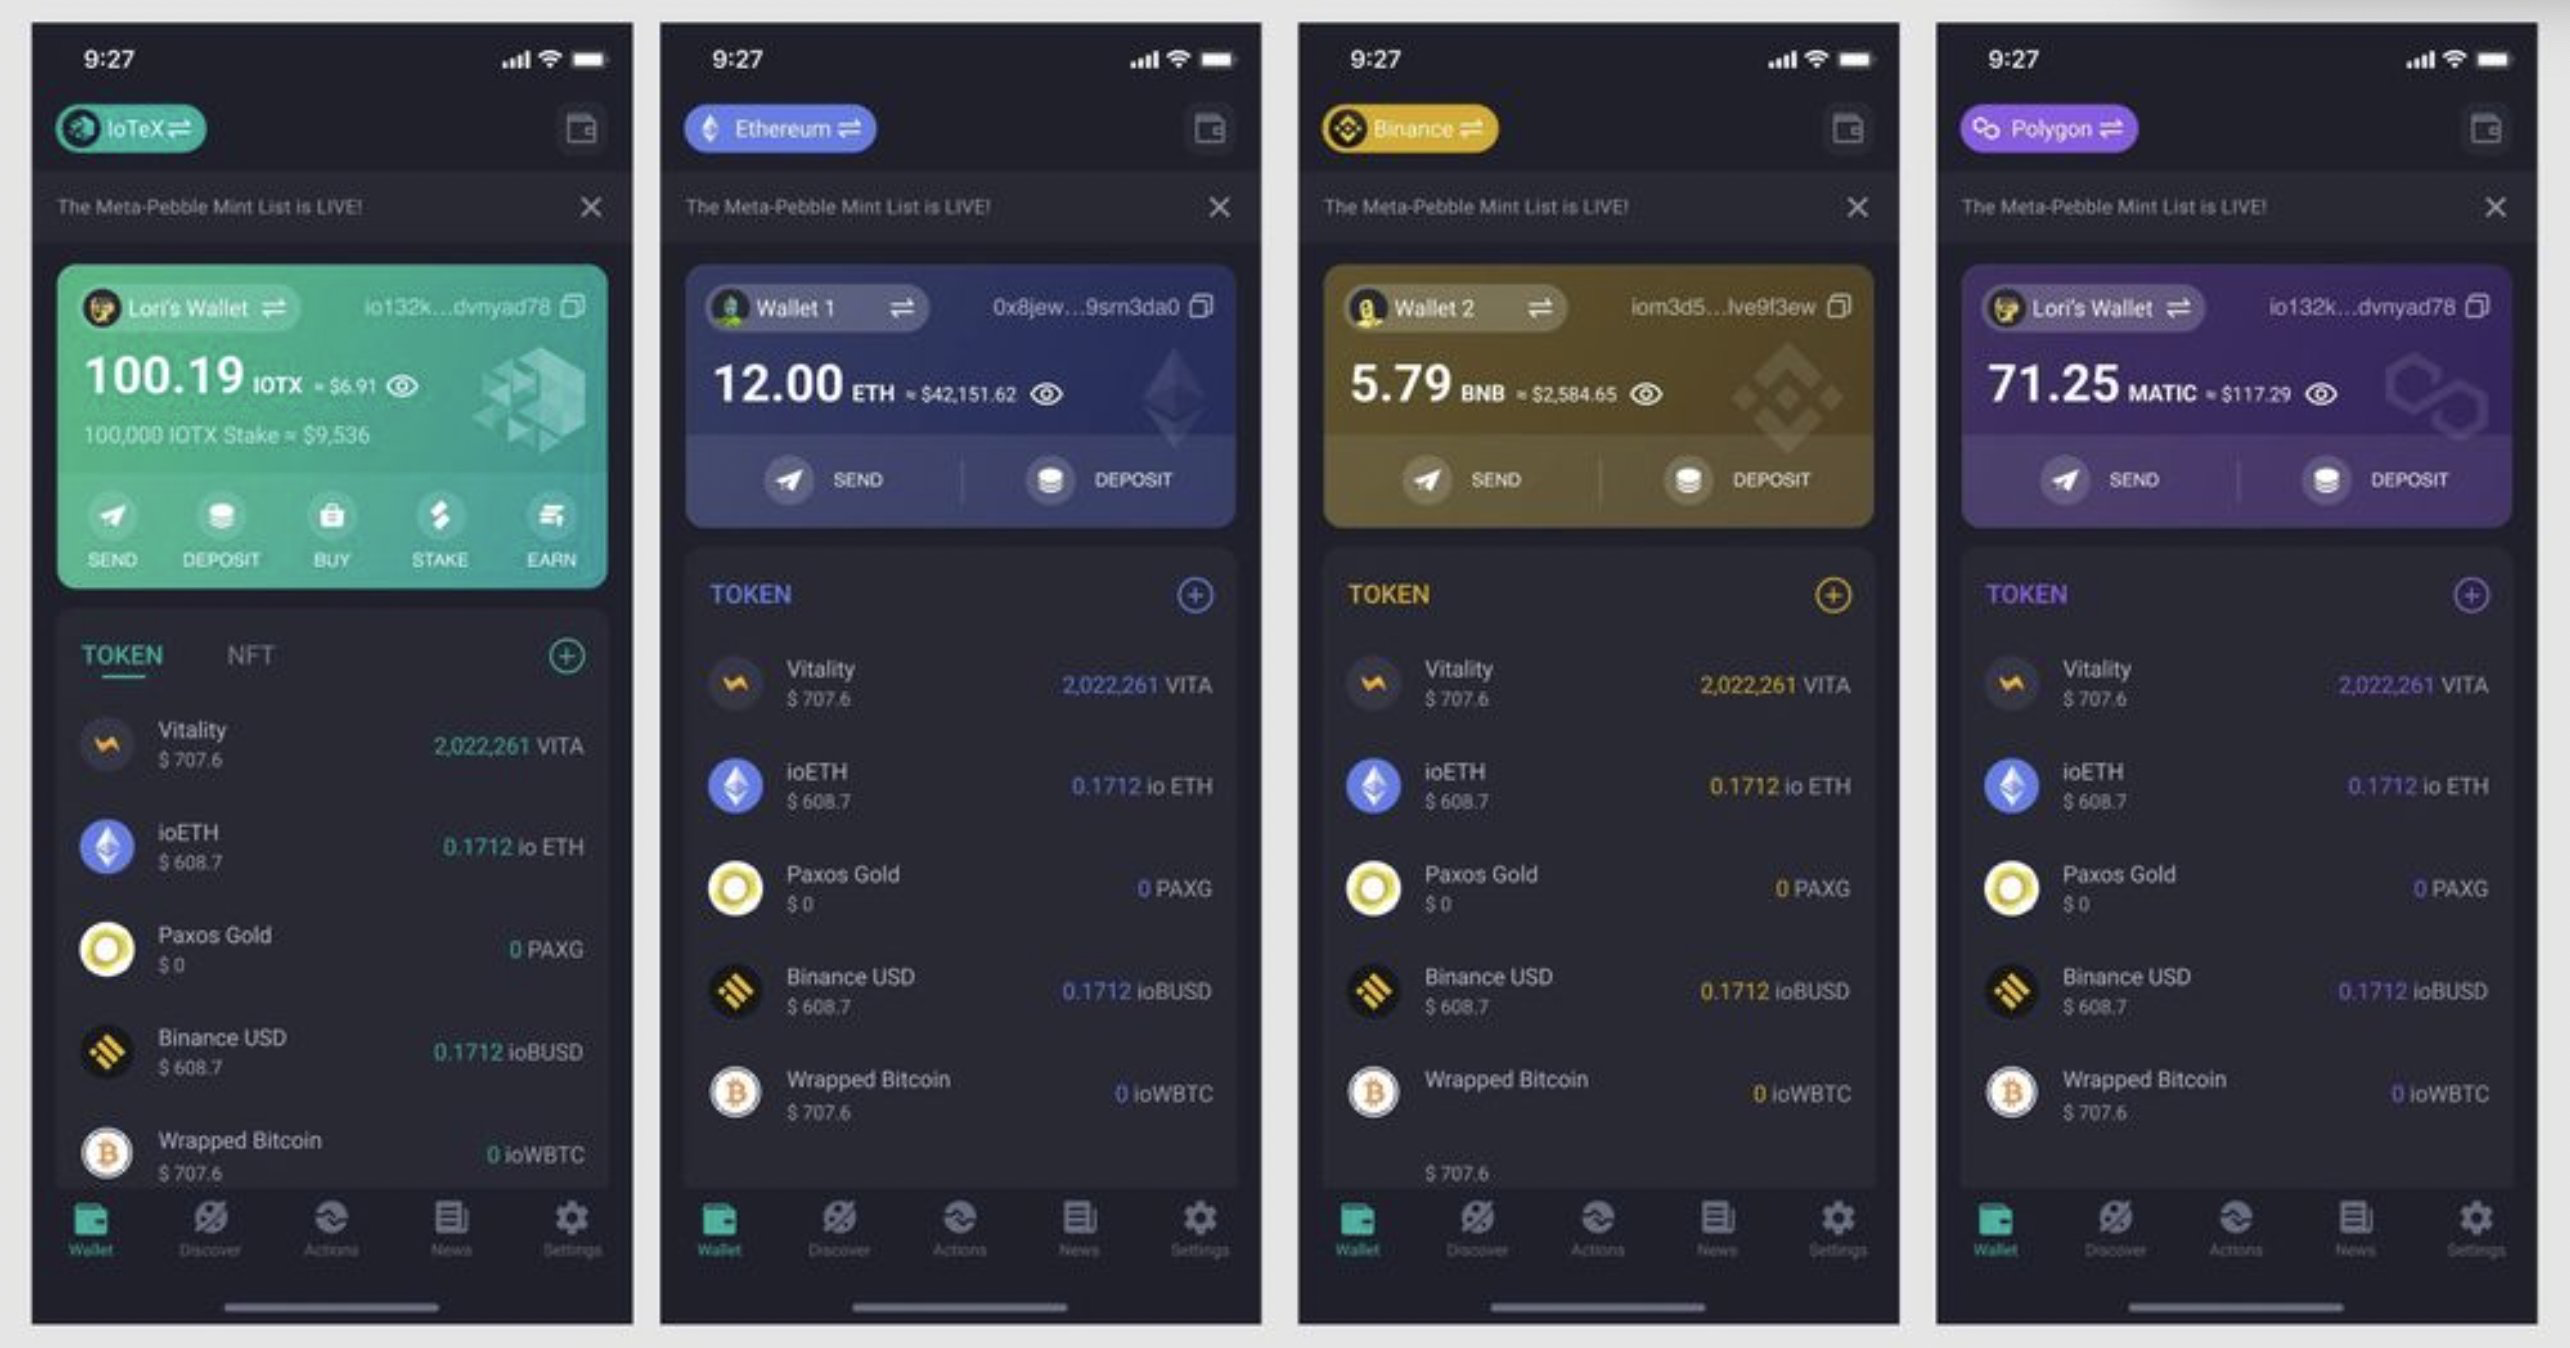 9:27
IoTeX
The Meta-Pebble Mint List is LIVE!
Lori's Wallet io132k...dvnyad78
100.19 IOTX ≈ $6.91
100,000 IOTX Stake ≈ $9,536
SEND DEPOSIT BUY STAKE EARN
TOKEN NFT
Vitality
$ 707.6
2,022,261 VITA
ioETH
$ 608.7
0.1712 io ETH
Paxos Gold
$ 0
0 PAXG
Binance USD
$ 608.7
0.1712 ioBUSD
Wrapped Bitcoin
$ 707.6
0 ioWBTC
Wallet Discover Actions News Settings
9:27
Ethereum
The Meta-Pebble Mint List is LIVE!
Wallet 1 0x8jew...9srn3da0
12.00 ETH ≈ $42,151.62
SEND DEPOSIT
TOKEN
Vitality
$ 707.6
2,022,261 VITA
ioETH
$ 608.7
0.1712 io ETH
Paxos Gold
$ 0
0 PAXG
Binance USD
$ 608.7
0.1712 ioBUSD
Wrapped Bitcoin
$ 707.6
0 ioWBTC
Wallet Discover Actions News Settings
9:27
Binance
The Meta-Pebble Mint List is LIVE!
Wallet 2 iom3d5...lve9f3ew
5.79 BNB ≈ $2,584.65
SEND DEPOSIT
TOKEN
Vitality
$ 707.6
2,022,261 VITA
ioETH
$ 608.7
0.1712 io ETH
Paxos Gold
$ 0
0 PAXG
Binance USD
$ 608.7
0.1712 ioBUSD
Wrapped Bitcoin
0 ioWBTC
$ 707.6
Wallet Discover Actions News Settings
9:27
Polygon
The Meta-Pebble Mint List is LIVE!
Lori's Wallet io132k...dvnyad78
71.25 MATIC ≈ $117.29
SEND DEPOSIT
TOKEN
Vitality
$ 707.6
2,022,261 VITA
ioETH
$ 608.7
0.1712 io ETH
Paxos Gold
$ 0
0 PAXG
Binance USD
$ 608.7
0.1712 ioBUSD
Wrapped Bitcoin
$ 707.6
0 ioWBTC
Wallet Discover Actions News Settings